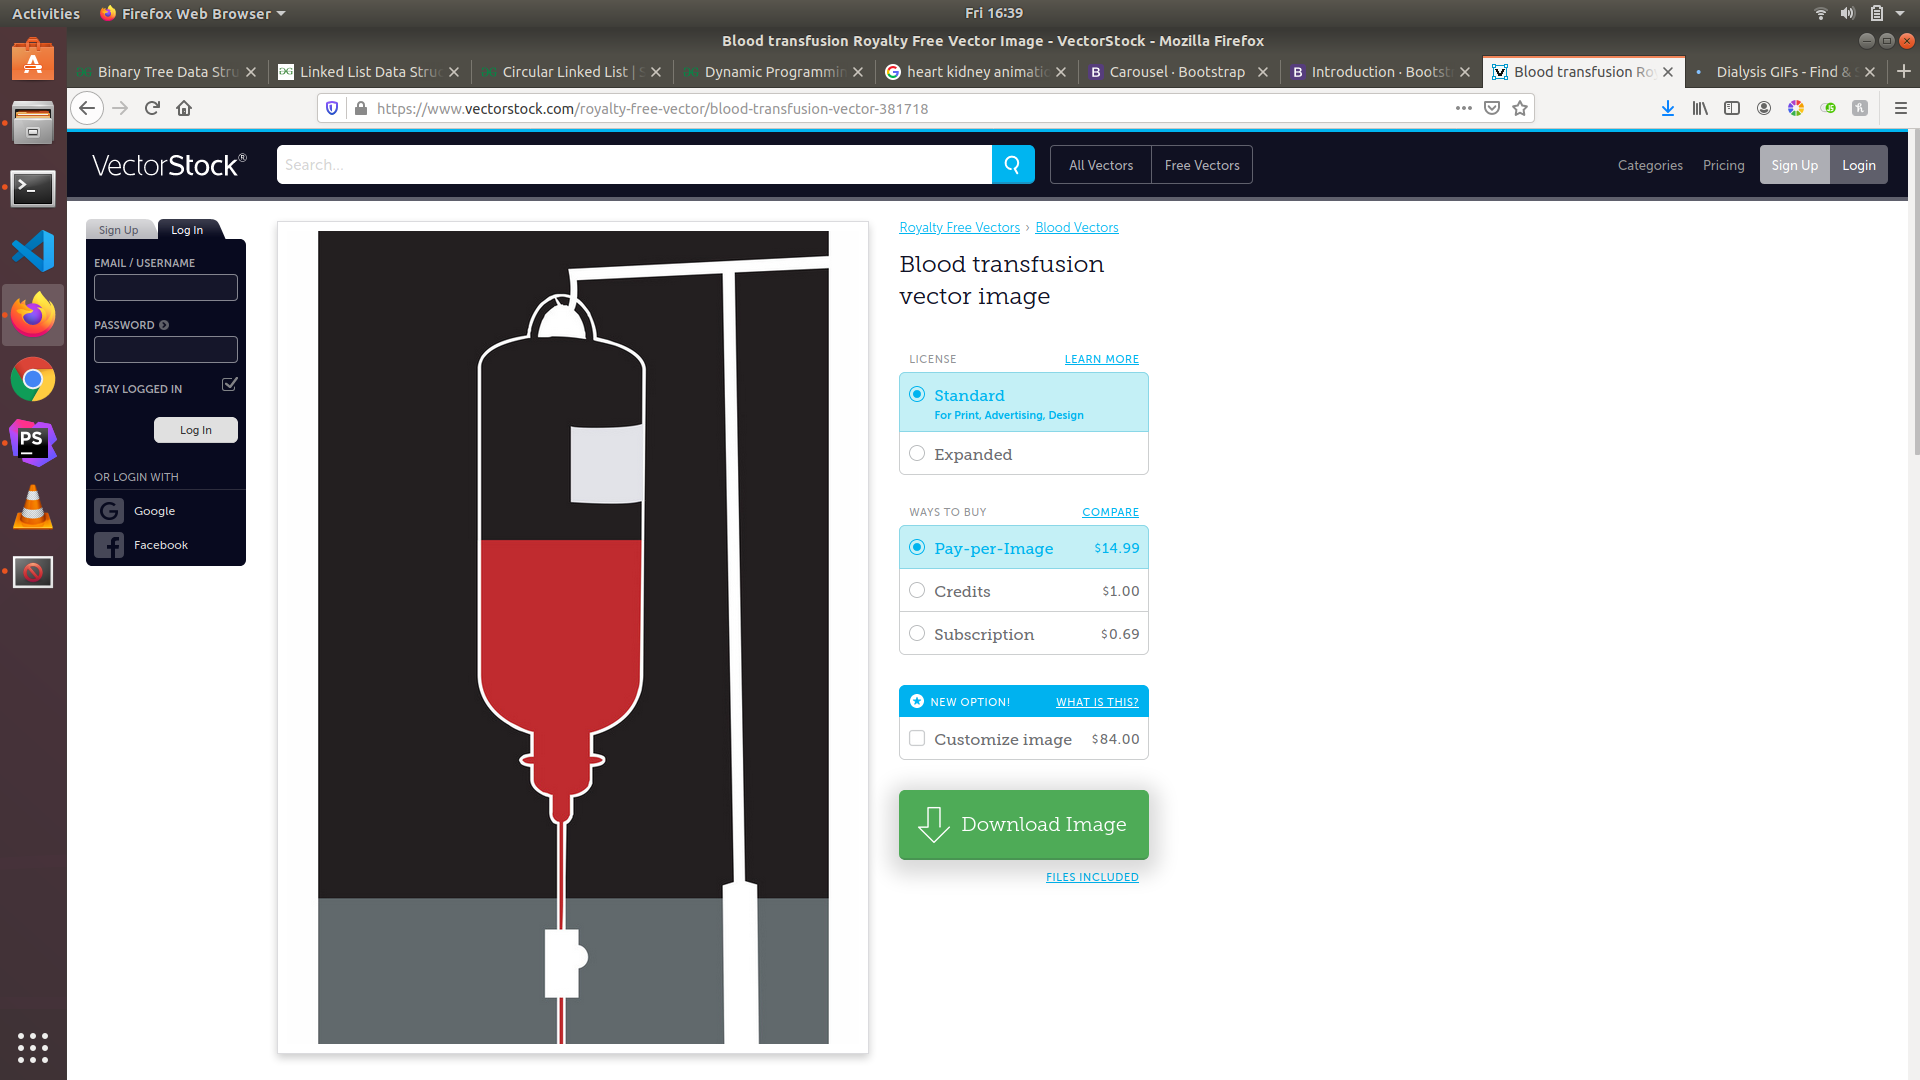 Activities
Firefox Web Browser
Fri 16:39
Blood transfusion Royalty Free Vector Image - VectorStock - Mozilla Firefox
Binary Tree Data Stru
Linked List Data Struc
Circular Linked List | S
Dynamic Programmin
heart kidney animatic
Carousel · Bootstrap
Introduction · Bootst
Blood transfusion Ro
Dialysis GIFs - Find & S
https://www.vectorstock.com/royalty-free-vector/blood-transfusion-vector-381718
VectorStock®
Search...
All Vectors
Free Vectors
Categories
Pricing
Sign Up
Login
Sign Up
Log In
EMAIL / USERNAME
PASSWORD
STAY LOGGED IN
Log In
OR LOGIN WITH
Google
Facebook
Royalty Free Vectors › Blood Vectors
Blood transfusion
vector image
LICENSE
LEARN MORE
Standard
For Print, Advertising, Design
Expanded
WAYS TO BUY
COMPARE
Pay-per-Image $14.99
Credits $1.00
Subscription $0.69
NEW OPTION!
WHAT IS THIS?
Customize image $84.00
Download Image
FILES INCLUDED
PS